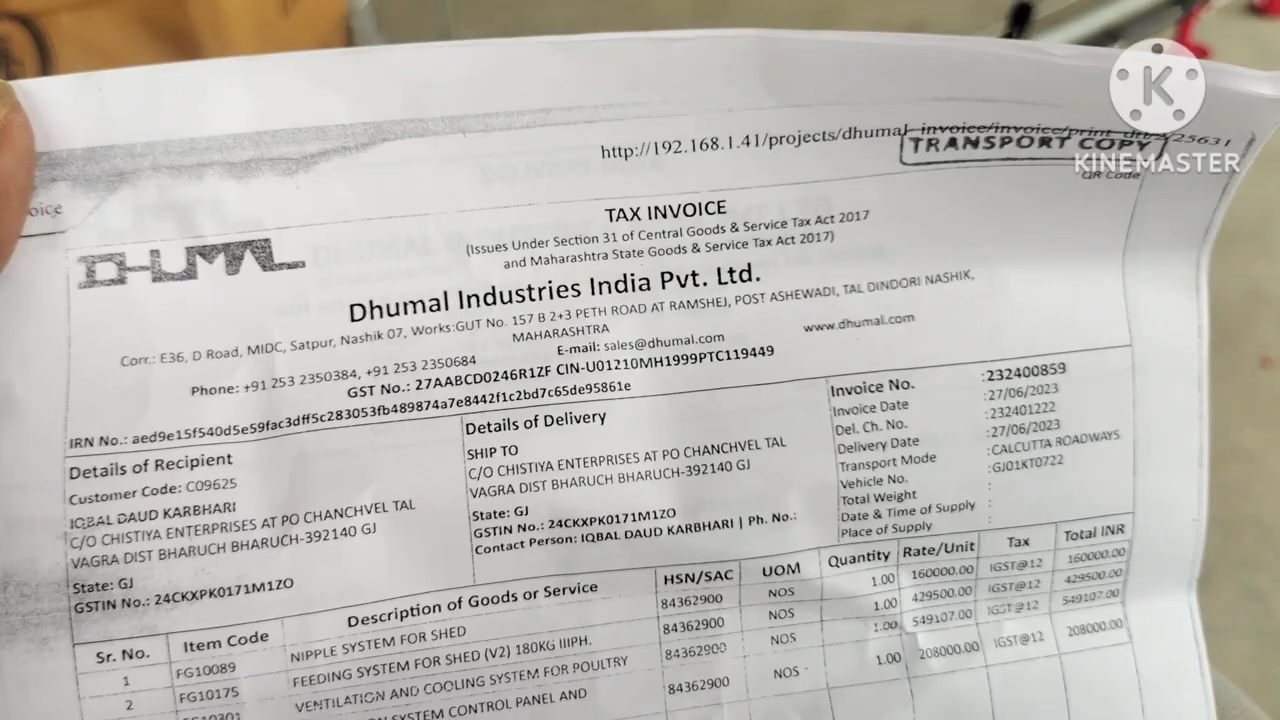 http://192.168.1.41/projects/dhumal_invoice/invoice/print_dtl/2/25631
TRANSPORT COPY
KINEMASTER
QR Code
oice
DHUMAL
TAX INVOICE
(Issues Under Section 31 of Central Goods & Service Tax Act 2017
and Maharashtra State Goods & Service Tax Act 2017)
Dhumal Industries India Pvt. Ltd.
Corr.: E36, D Road, MIDC, Satpur, Nashik 07, Works:GUT No. 157 B 2+3 PETH ROAD AT RAMSHEJ, POST ASHEWADI, TAL DINDORI NASHIK,
MAHARASHTRA
Phone: +91 253 2350384, +91 253 2350684 E-mail: sales@dhumal.com www.dhumal.com
GST No.: 27AABCD0246R1ZF CIN-U01210MH1999PTC119449
IRN No.: aed9e15f540d5e59fac3dff5c283053fb489874a7e8442f1c2bd7c65de95861e
Details of Recipient
Customer Code: C09625
IQBAL DAUD KARBHARI
C/O CHISTIYA ENTERPRISES AT PO CHANCHVEL TAL
VAGRA DIST BHARUCH BHARUCH-392140 GJ
State: GJ
GSTIN No.: 24CKXPK0171M1ZO
Details of Delivery
SHIP TO
C/O CHISTIYA ENTERPRISES AT PO CHANCHVEL TAL
VAGRA DIST BHARUCH BHARUCH-392140 GJ
State: GJ
GSTIN No.: 24CKXPK0171M1ZO
Contact Person: IQBAL DAUD KARBHARI | Ph. No.:
Invoice No. :232400859
Invoice Date :27/06/2023
Del. Ch. No. :232401222
Delivery Date :27/06/2023
Transport Mode :CALCUTTA ROADWAYS
Vehicle No. :GJ01KT0722
Total Weight :
Date & Time of Supply :
Place of Supply :
Sr. No. Item Code Description of Goods or Service HSN/SAC UOM Quantity Rate/Unit Tax Total INR
1 FG10089 NIPPLE SYSTEM FOR SHED 84362900 NOS 1.00 160000.00 IGST@12 160000.00
2 FG10175 FEEDING SYSTEM FOR SHED (V2) 180KG IIIPH. 84362900 NOS 1.00 429500.00 IGST@12 429500.00
VENTILATION AND COOLING SYSTEM FOR POULTRY 84362900 NOS 1.00 549107.00 IGST@12 549107.00
SYSTEM CONTROL PANEL AND 84362900 NOS 1.00 208000.00 IGST@12 208000.00